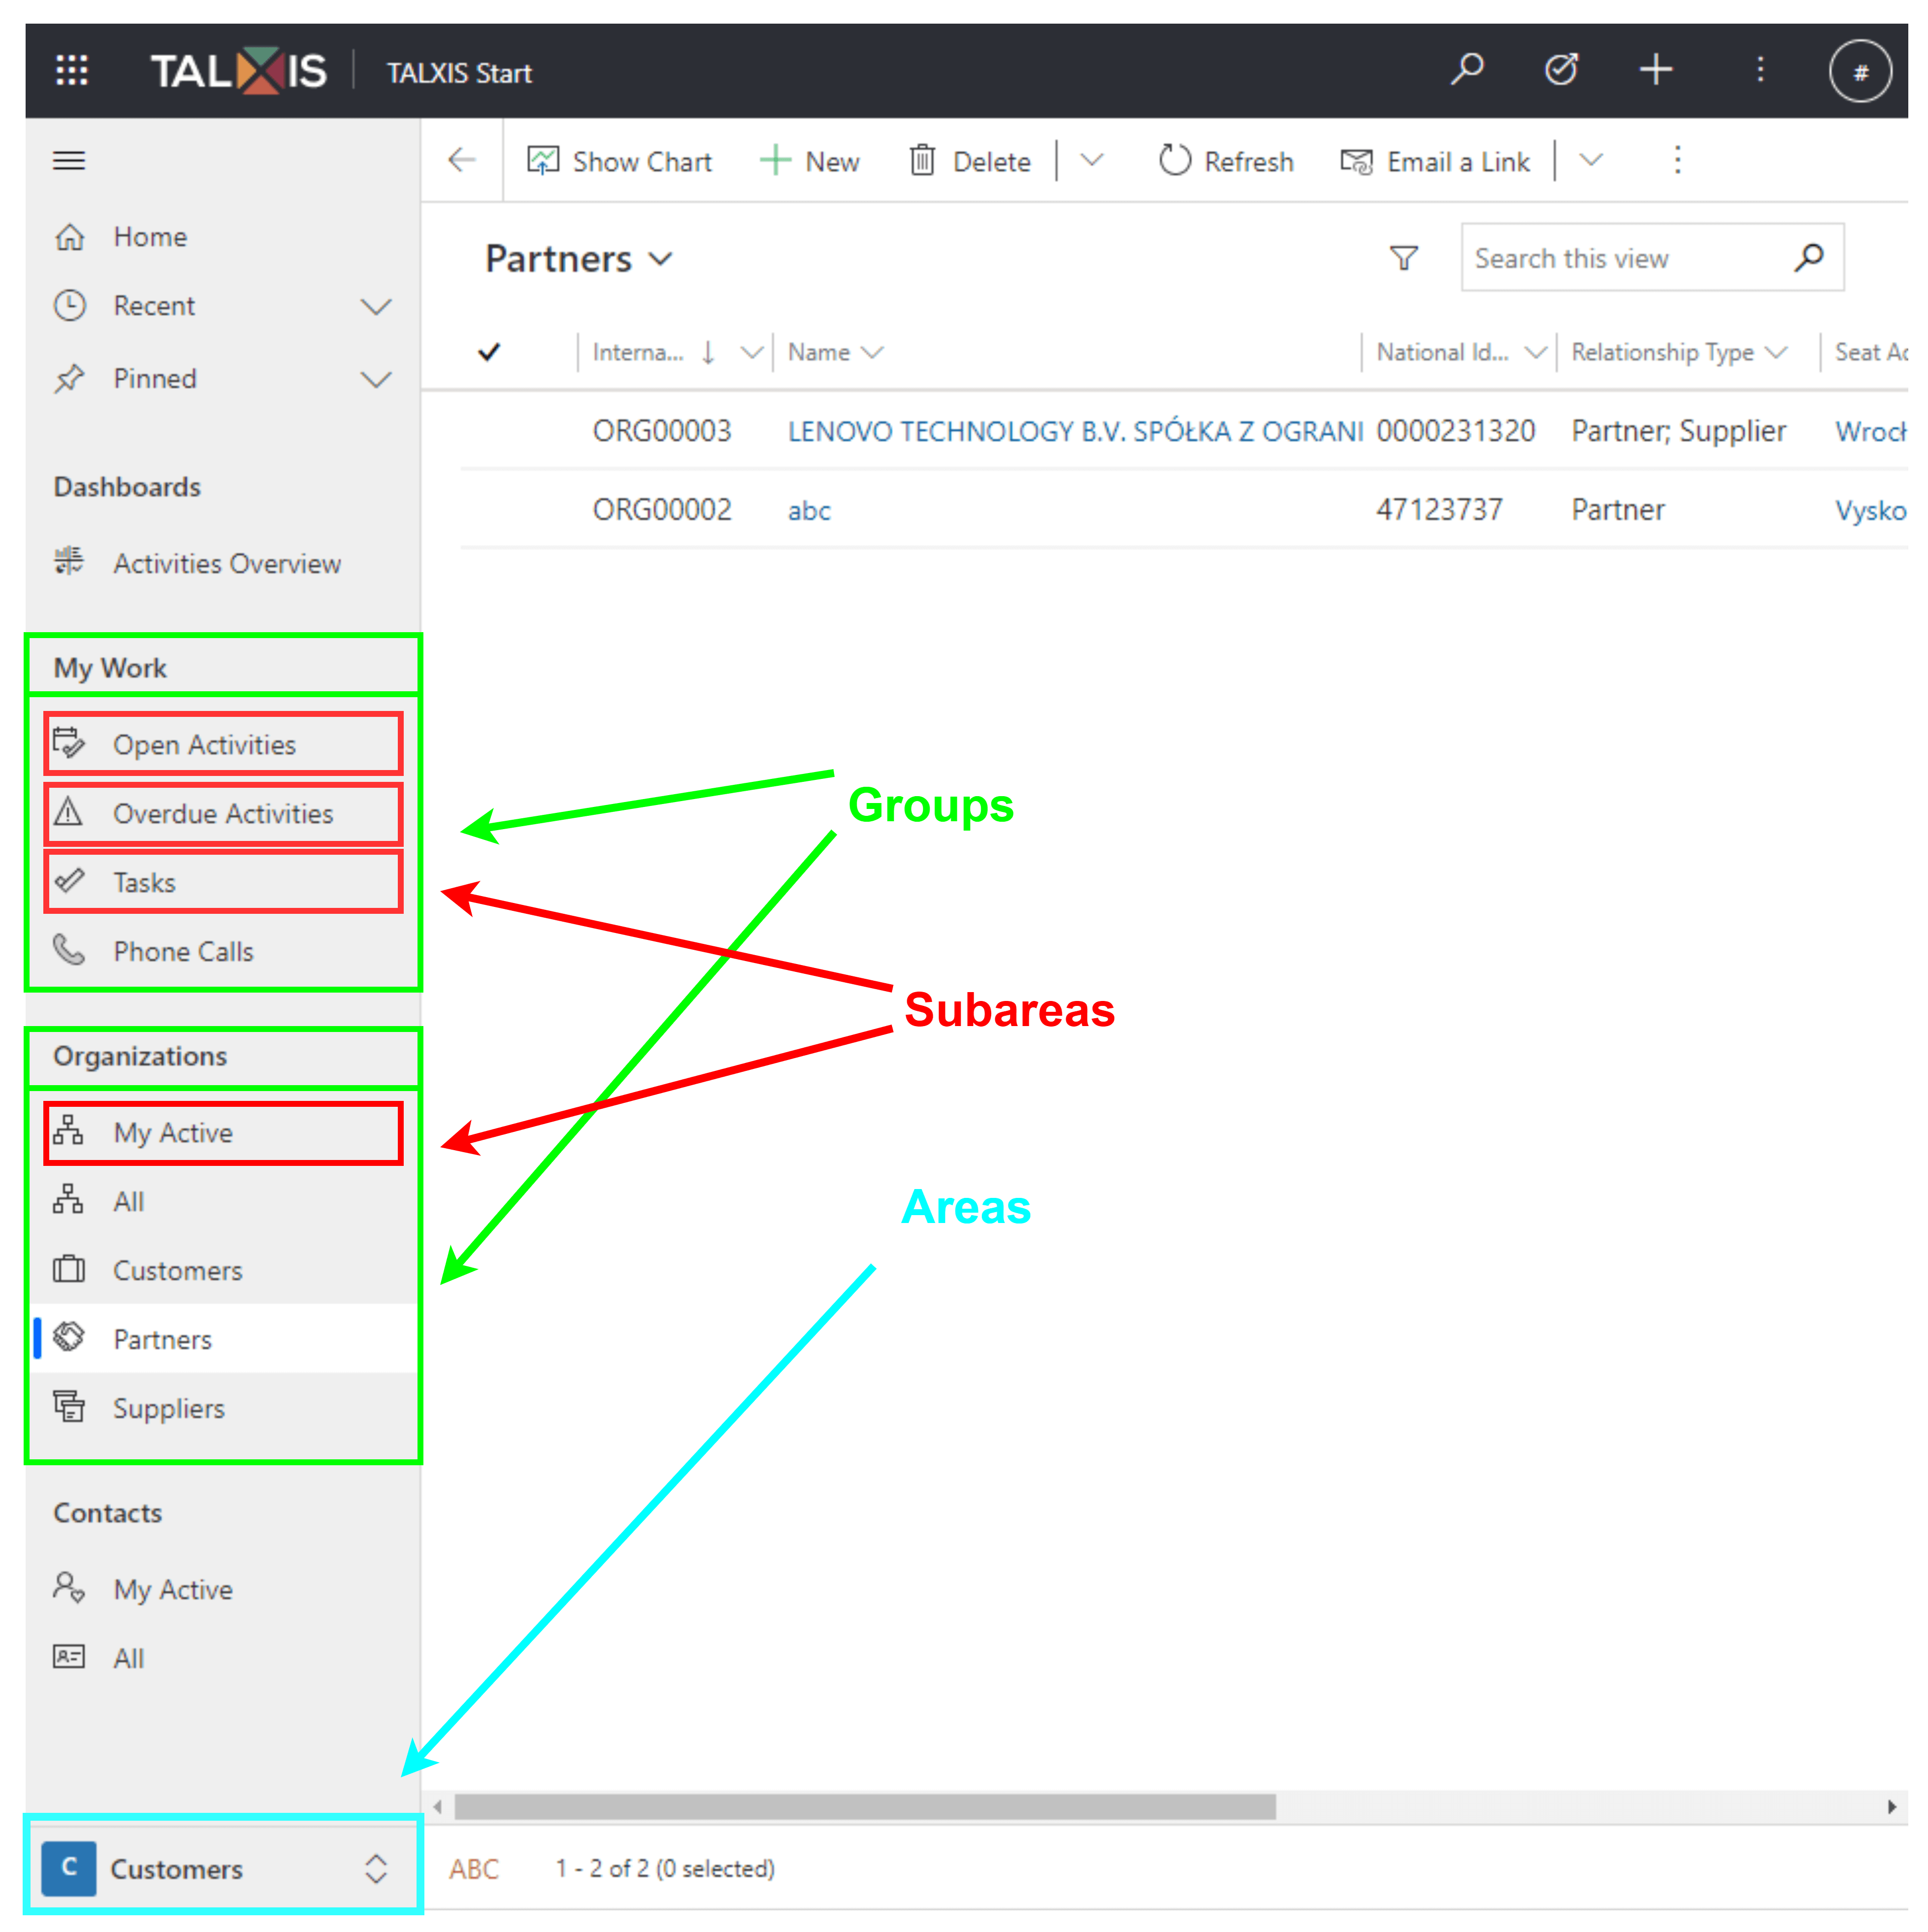 TALXIS TALXIS Start #
Show Chart New Delete Refresh Email a Link
Home
Recent
Pinned
Dashboards
Activities Overview
My Work
Open Activities
Overdue Activities
Tasks
Phone Calls
Organizations
My Active
All
Customers
Partners
Suppliers
Contacts
My Active
All
C Customers
Partners
Search this view
Interna... Name National Id... Relationship Type Seat Ac
ORG00003 LENOVO TECHNOLOGY B.V. SPÓŁKA Z OGRANI 0000231320 Partner; Supplier Wrocł
ORG00002 abc 47123737 Partner Vysko
Groups
Subareas
Areas
ABC 1 - 2 of 2 (0 selected)